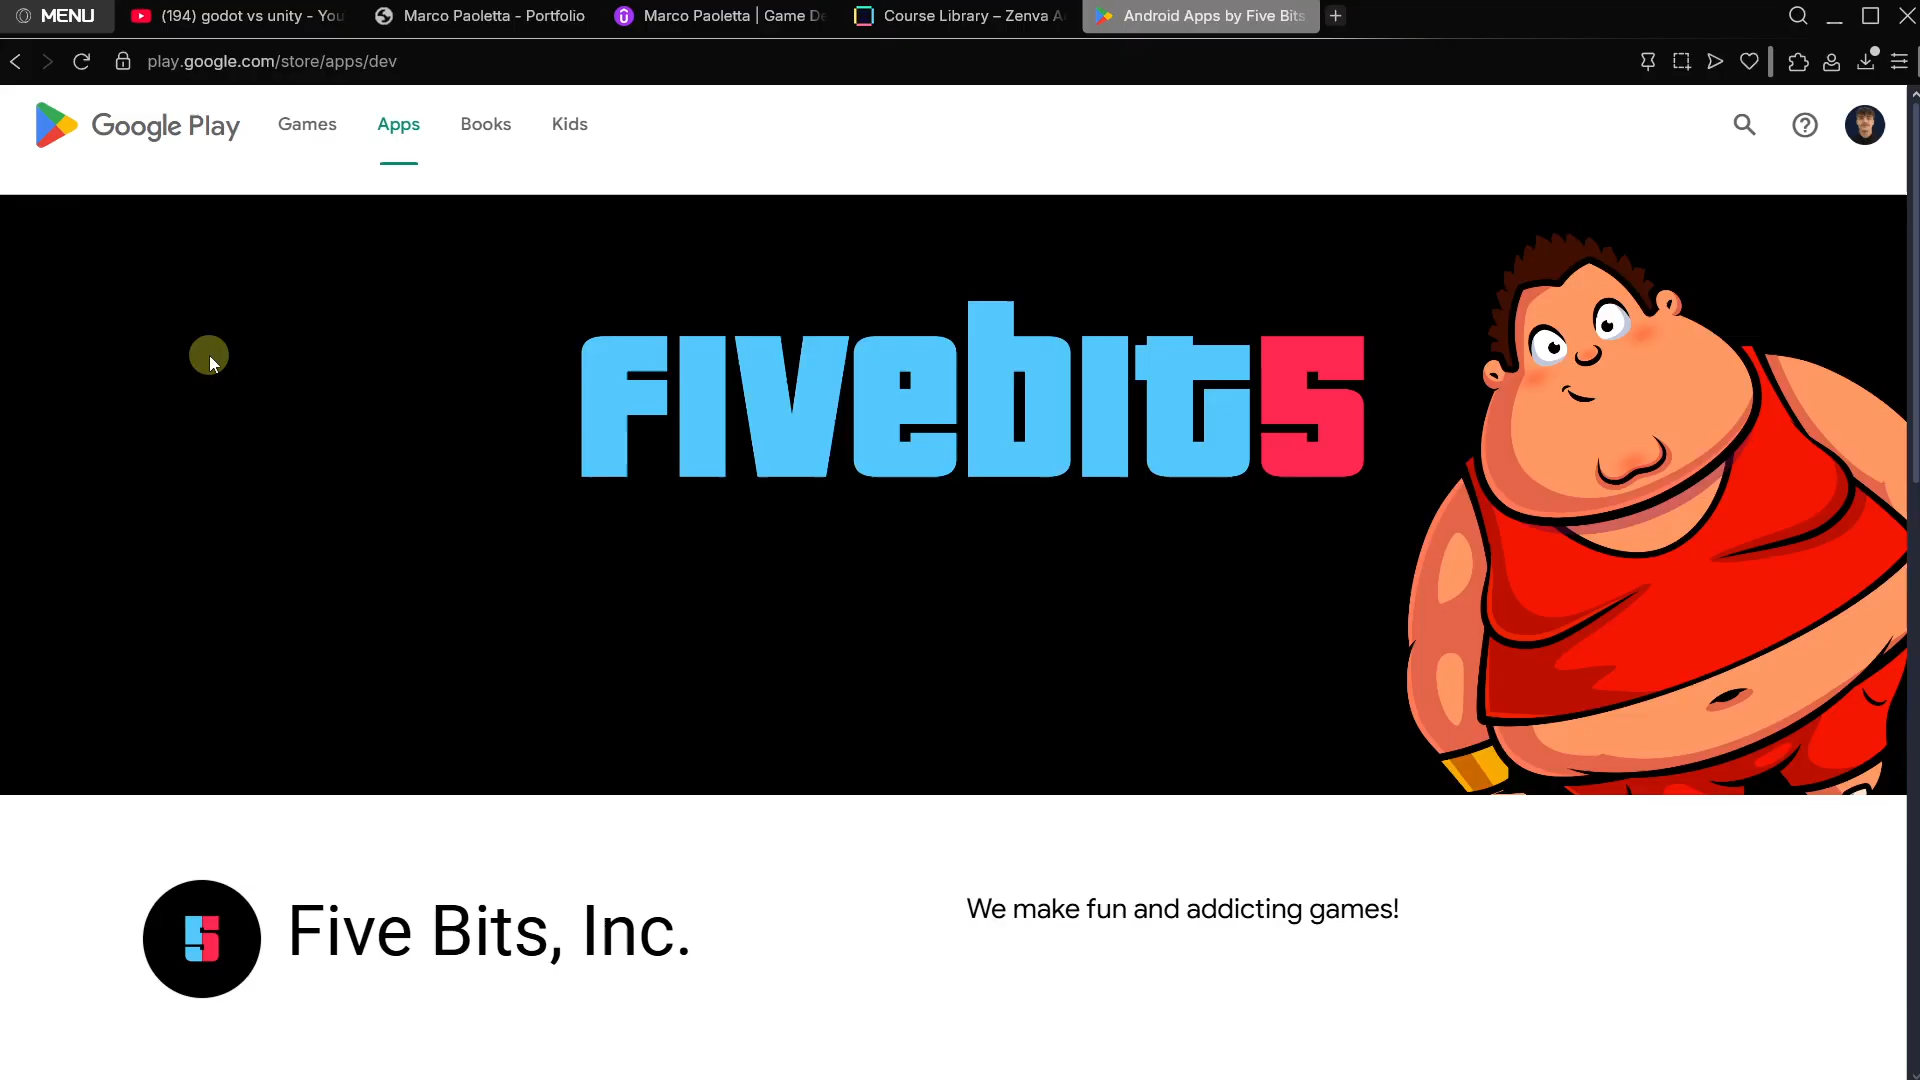 MENU
(194) godot vs unity - You
Marco Paoletta - Portfolio
Marco Paoletta | Game De
Course Library – Zenva A
Android Apps by Five Bits
play.google.com/store/apps/dev
Google Play
Games
Apps
Books
Kids
FIVEBIT5
5
Five Bits, Inc.
We make fun and addicting games!